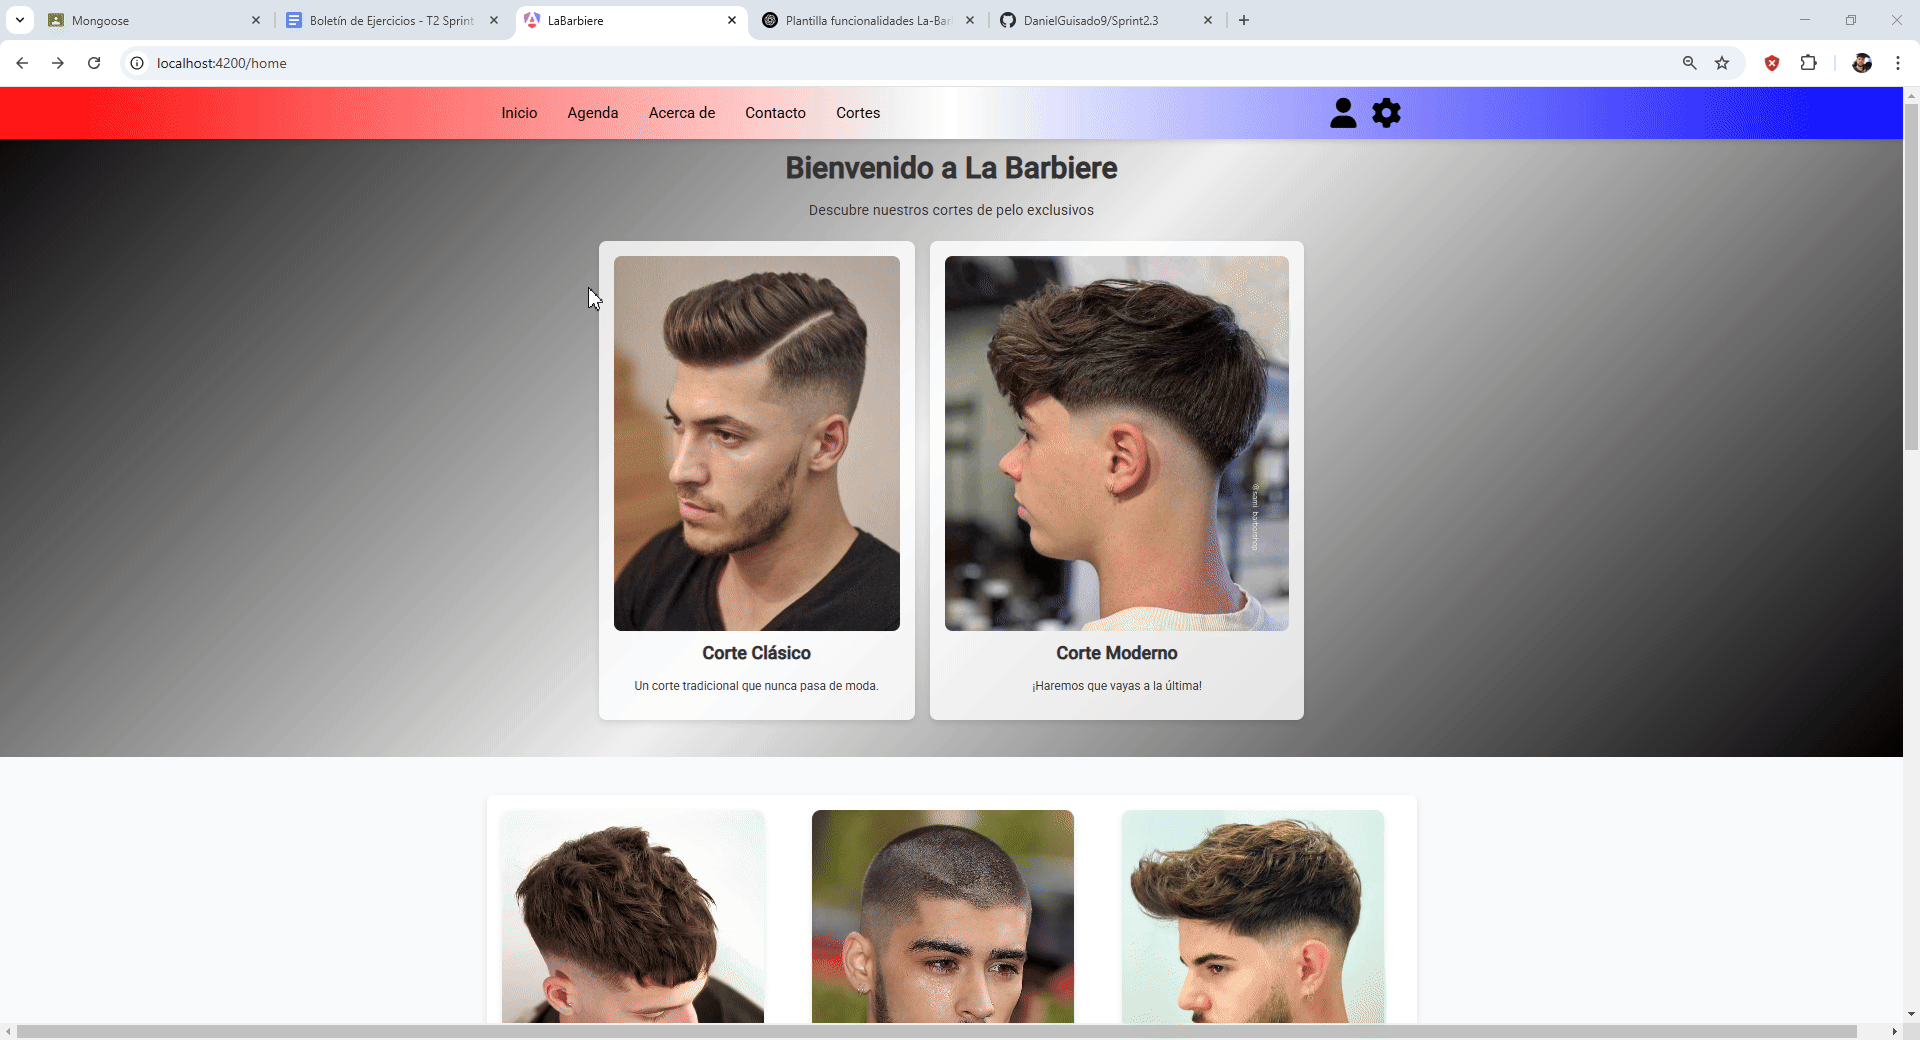 Mongoose
Boletín de Ejercicios - T2 Sprint
LaBarbiere
Plantilla funcionalidades La-Bar
DanielGuisado9/Sprint2.3
localhost:4200/home
Inicio
Agenda
Acerca de
Contacto
Cortes
Bienvenido a La Barbiere
Descubre nuestros cortes de pelo exclusivos
@sami_barbershop
Corte Clásico
Un corte tradicional que nunca pasa de moda.
Corte Moderno
¡Haremos que vayas a la última!